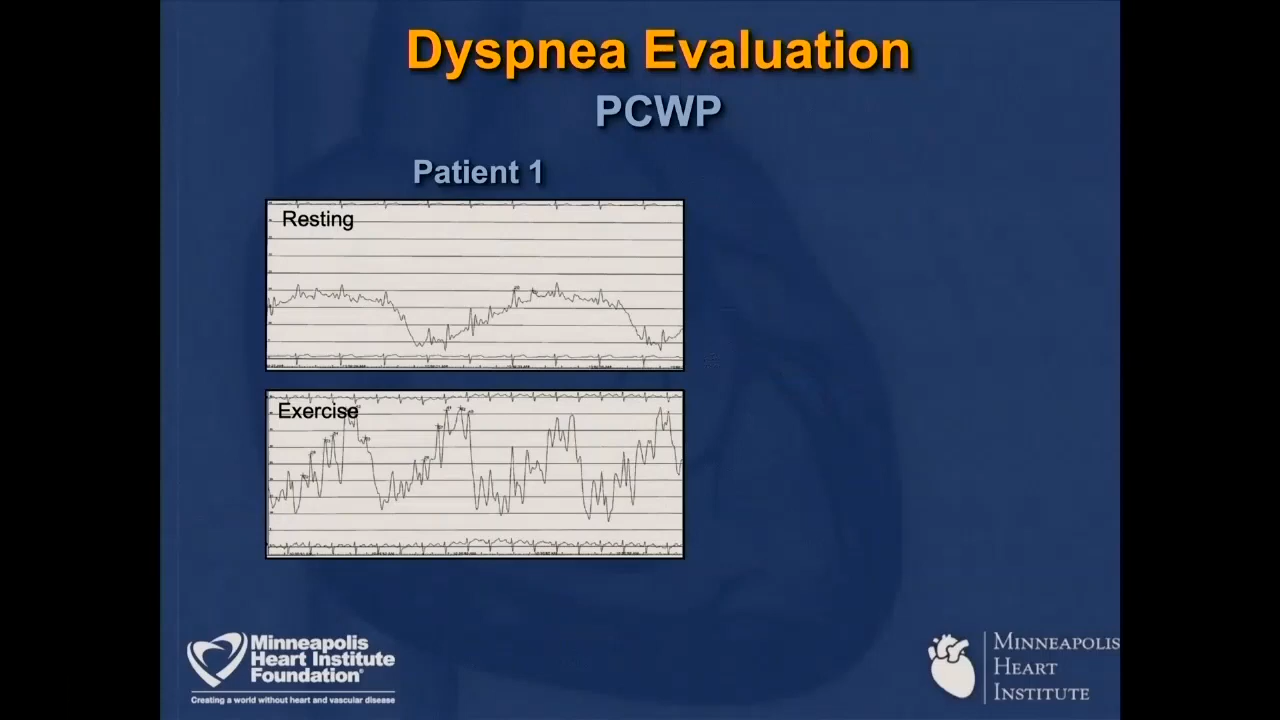 Dyspnea Evaluation
PCWP
Patient 1
Resting
Exercise
Minneapolis
Heart Institute
Foundation®
Creating a world without heart and vascular disease
MINNEAPOLIS
HEART
INSTITUTE